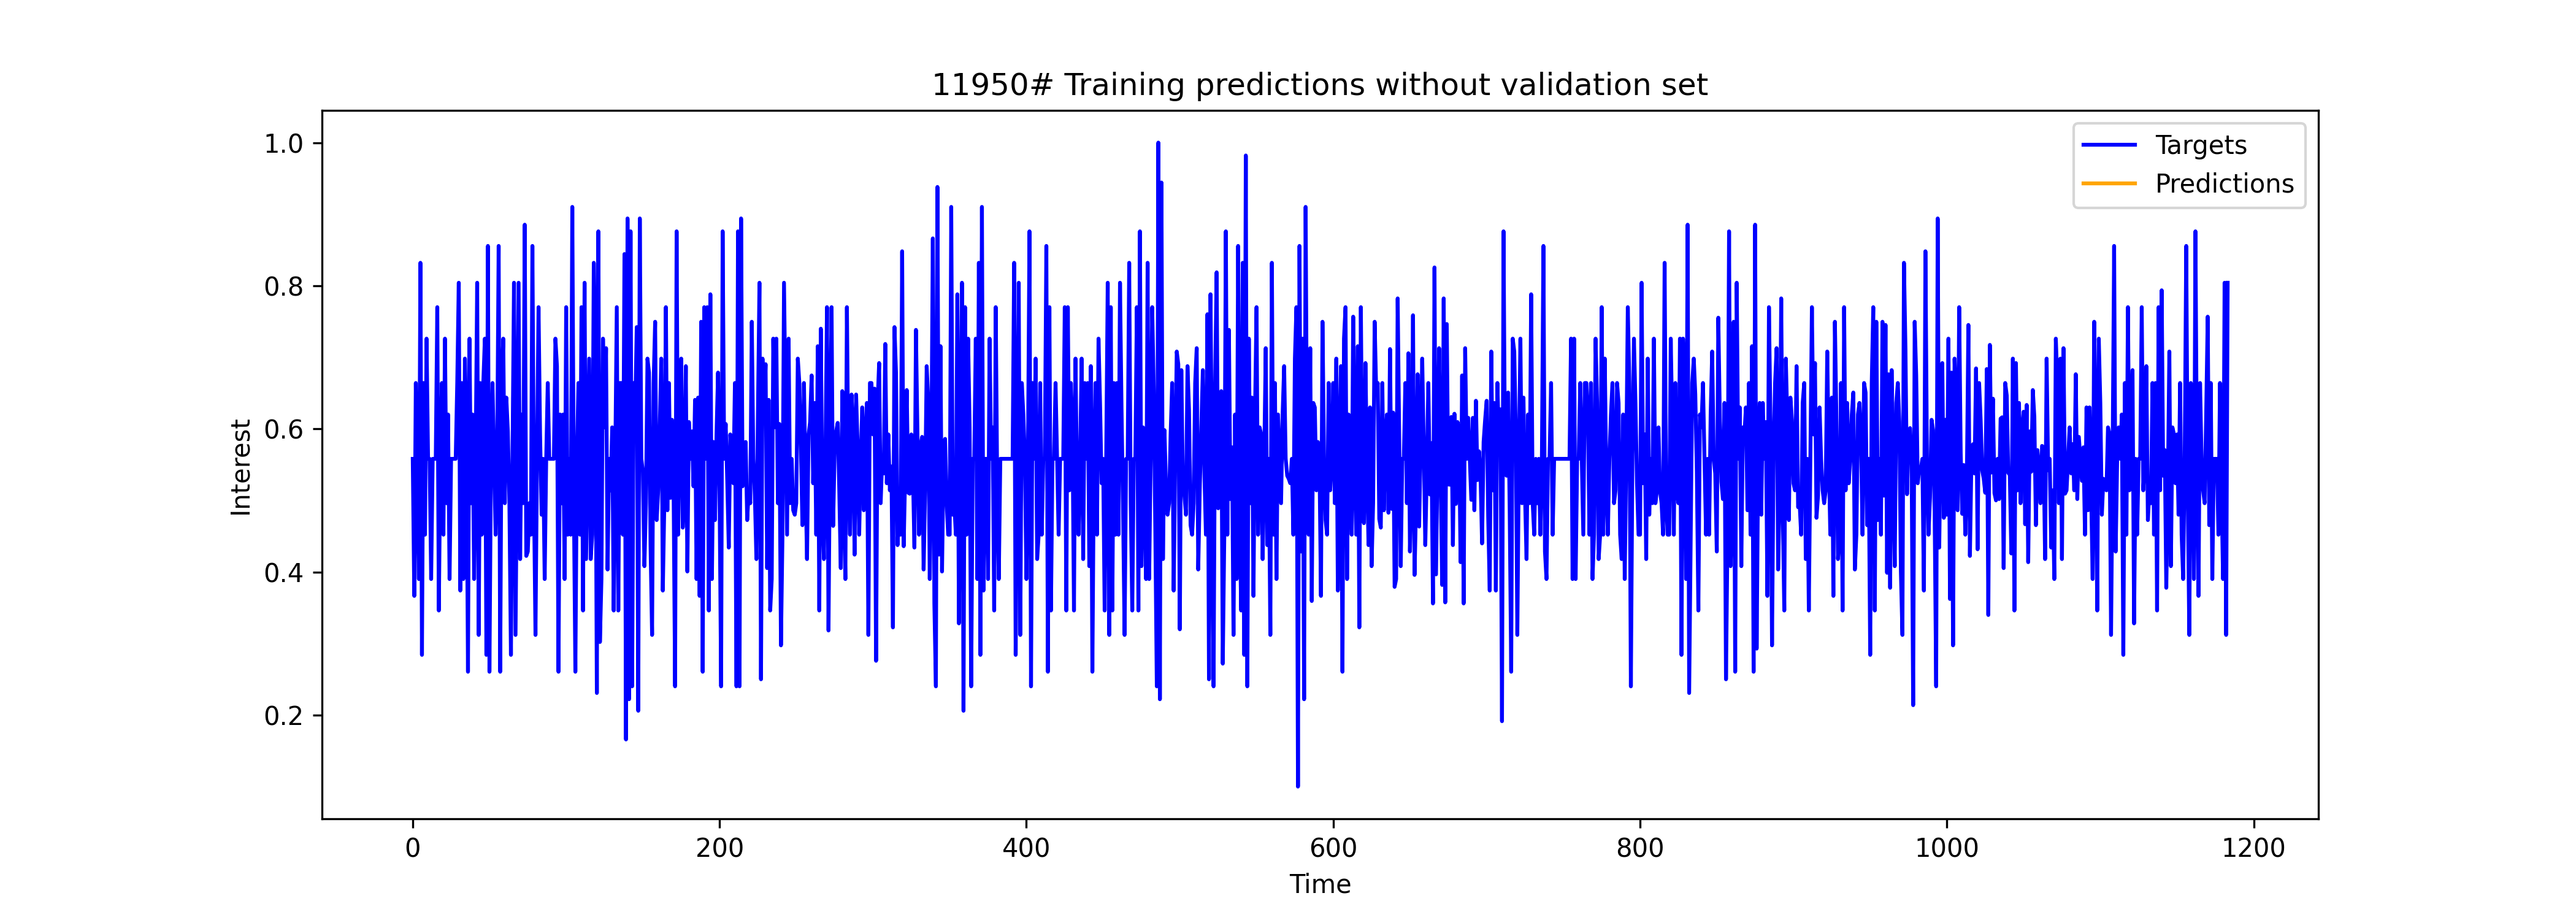 11950# Training predictions without validation set
Targets
Predictions
1.0
0.8
0.6
0.4
0.2
Interest
0 200 400 600 800 1000 1200
Time